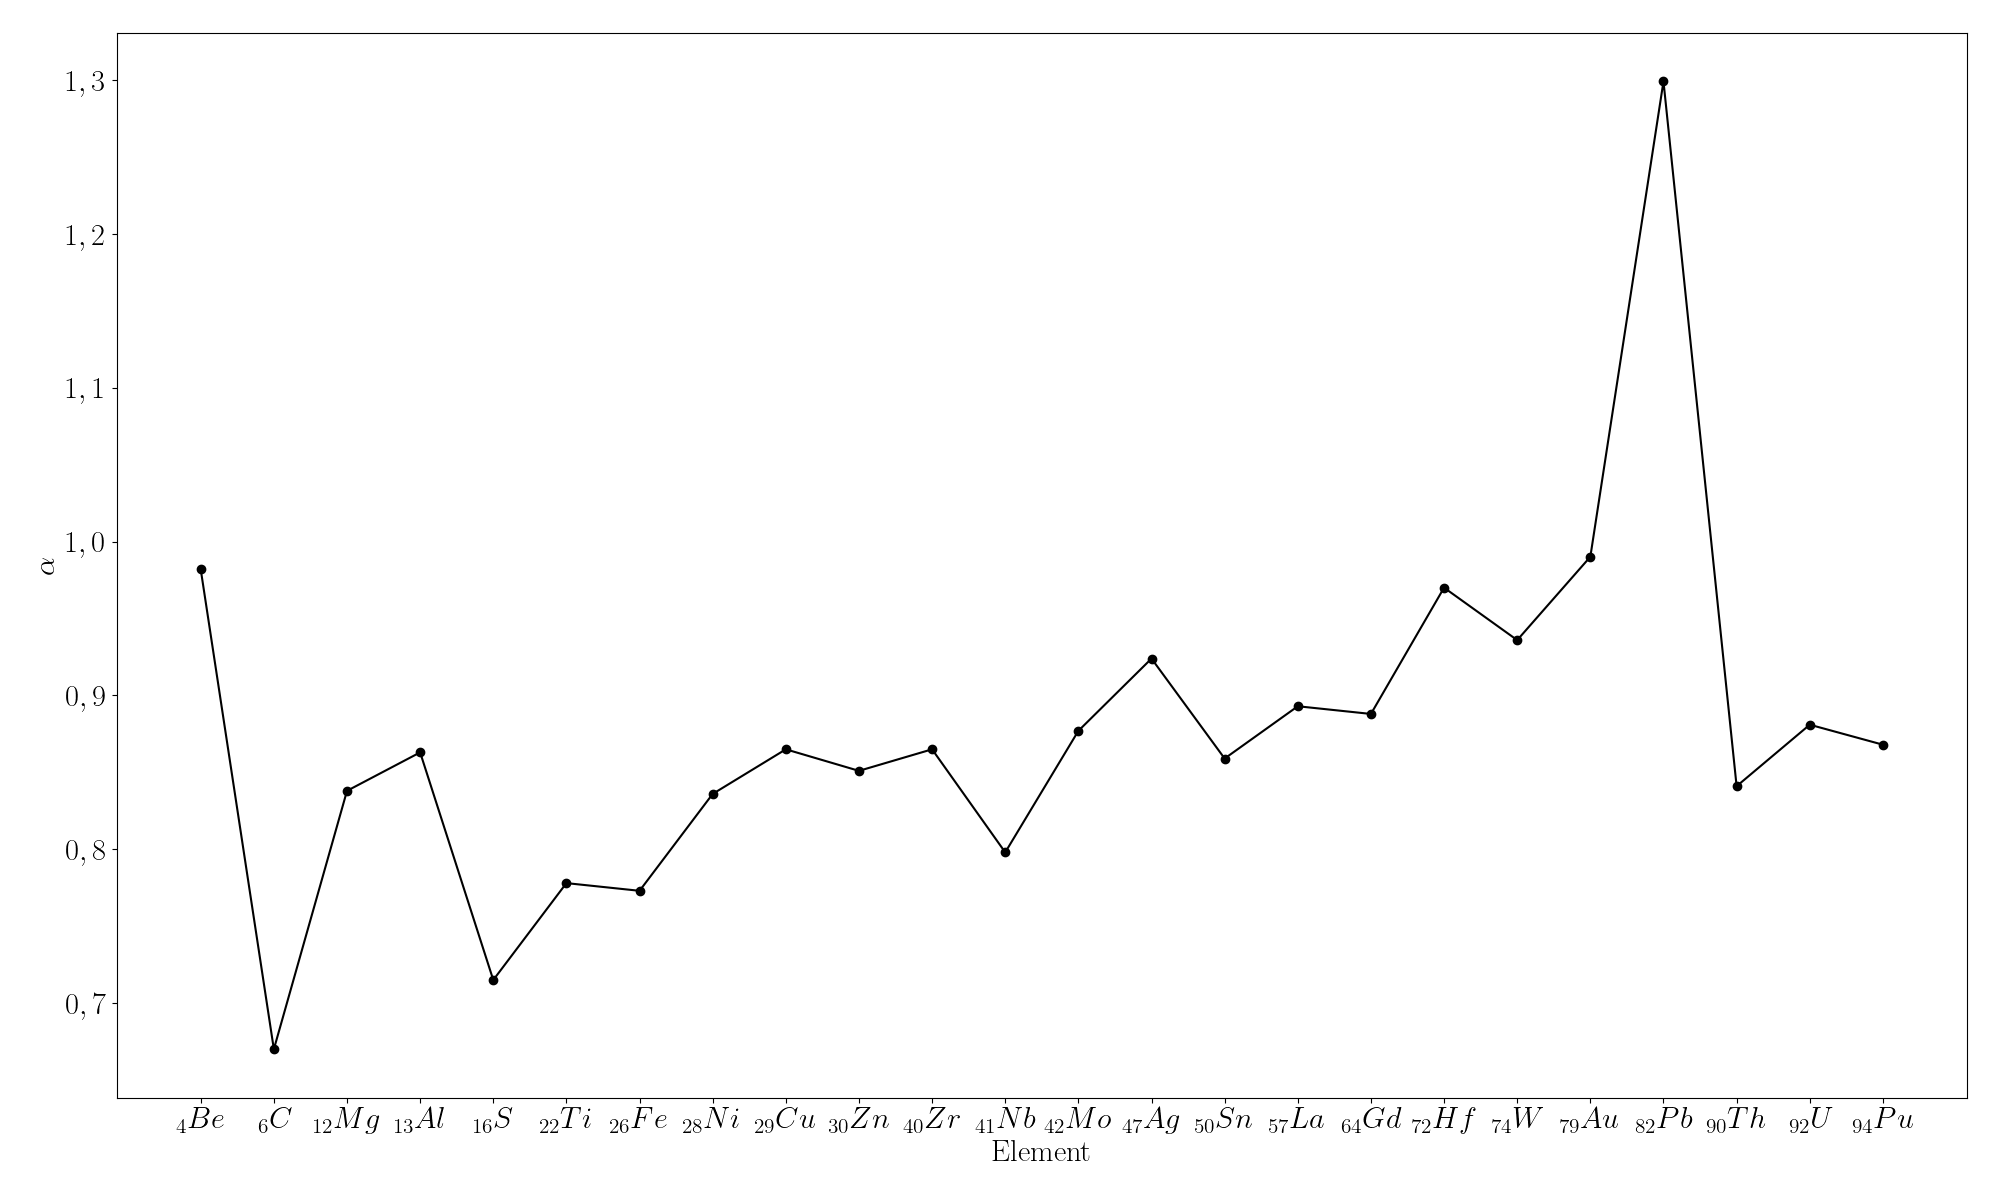 1,3
1,2
1,1
1,0
0,9
0,8
0,7
α
₄Be ₆C ₁₂Mg ₁₃Al ₁₆S ₂₂Ti ₂₆Fe ₂₈Ni ₂₉Cu ₃₀Zn ₄₀Zr ₄₁Nb ₄₂Mo ₄₇Ag ₅₀Sn ₅₇La ₆₄Gd ₇₂Hf ₇₄W ₇₉Au ₈₂Pb ₉₀Th ₉₂U ₉₄Pu
Element